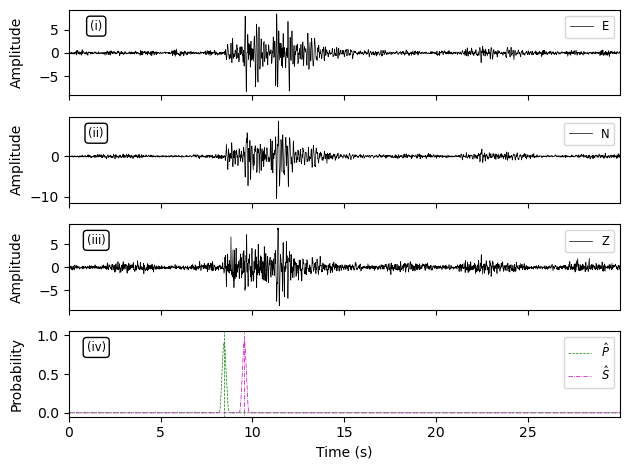 (i)
E
Amplitude
5
0
−5
(ii)
N
Amplitude
0
−10
(iii)
Z
Amplitude
5
0
−5
(iv)
P̂
Ŝ
Probability
1.0
0.5
0.0
0 5 10 15 20 25
Time (s)